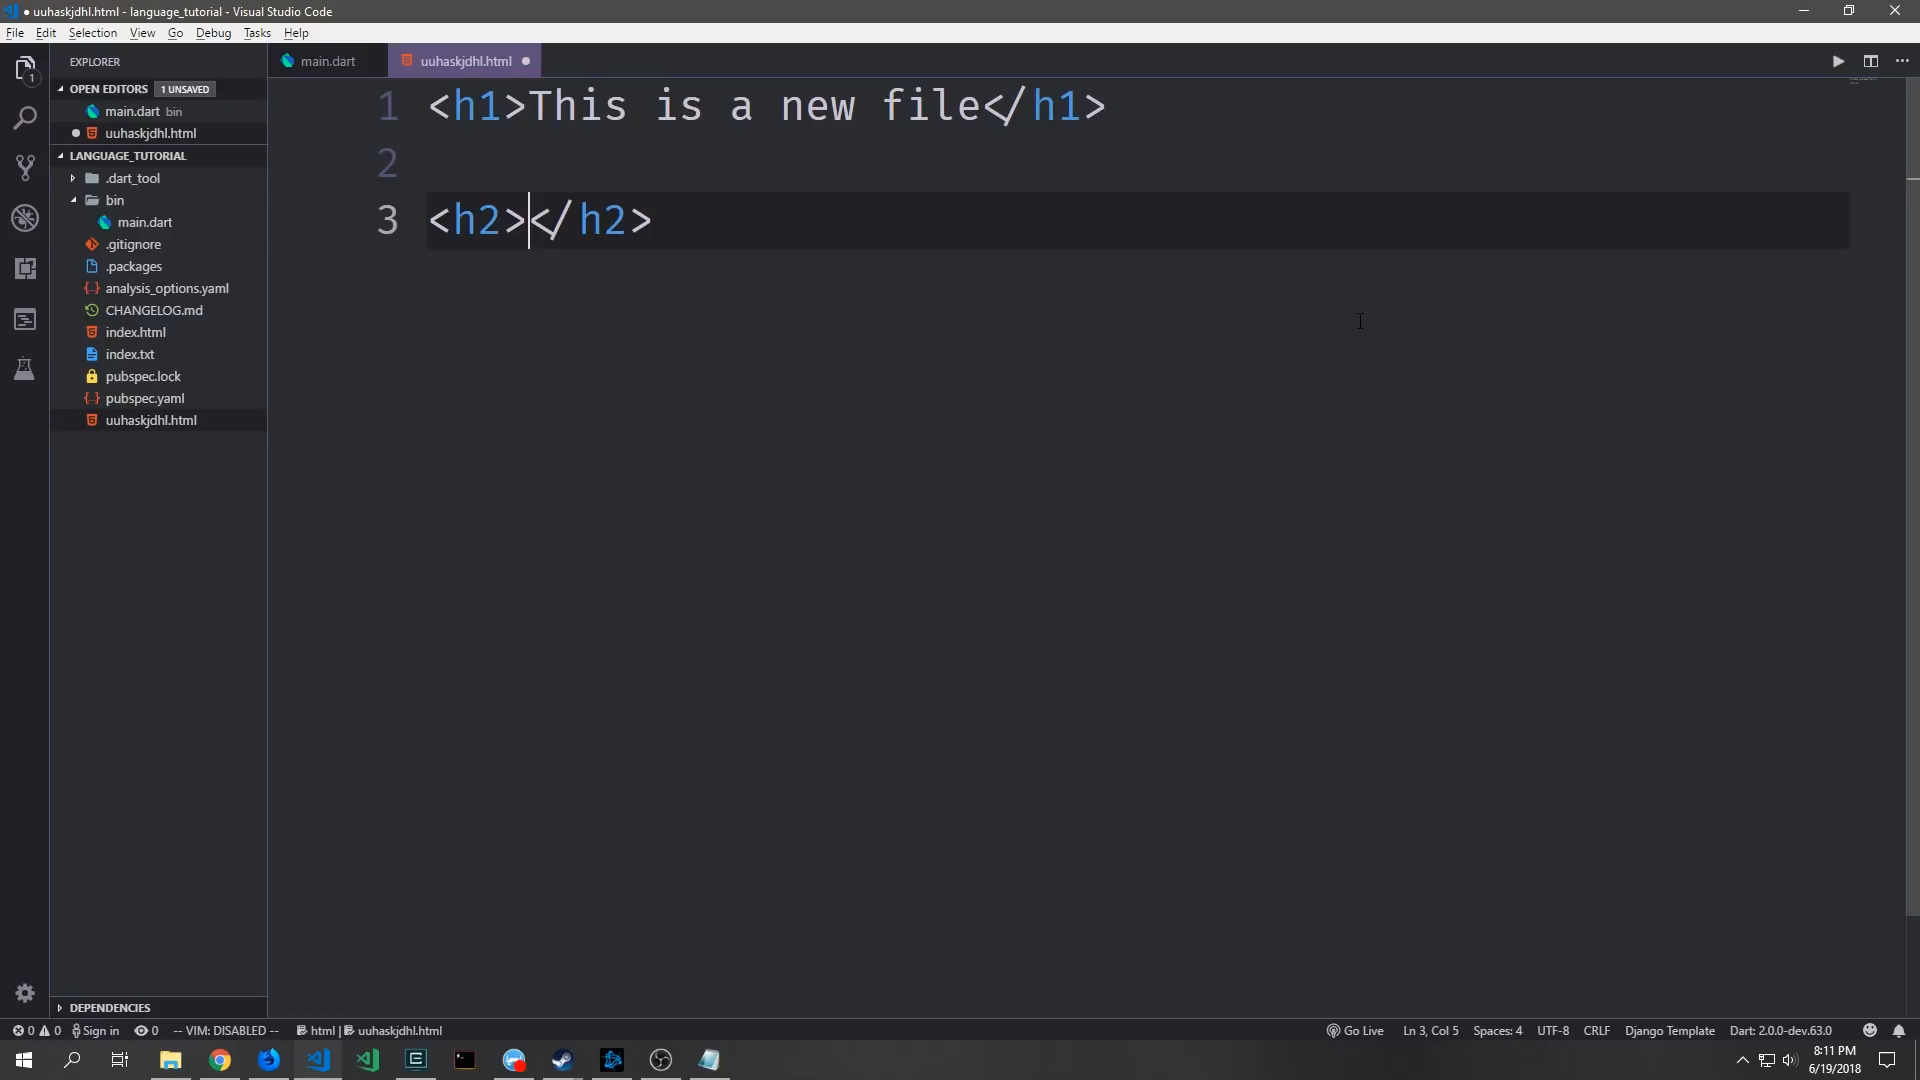 uuhaskjdhl.html - language_tutorial - Visual Studio Code
File Edit Selection View Go Debug Tasks Help
EXPLORER
OPEN EDITORS 1 UNSAVED
main.dart bin
uuhaskjdhl.html
LANGUAGE_TUTORIAL
.dart_tool
bin
main.dart
.gitignore
.packages
analysis_options.yaml
CHANGELOG.md
index.html
index.txt
pubspec.lock
pubspec.yaml
uuhaskjdhl.html
DEPENDENCIES
main.dart uuhaskjdhl.html
1 <h1>This is a new file</h1>
2
3 <h2></h2>
1
0 0 Sign in 0 -- VIM: DISABLED -- html | uuhaskjdhl.html Go Live Ln 3, Col 5 Spaces: 4 UTF-8 CRLF Django Template Dart: 2.0.0-dev.63.0
8:11 PM
6/19/2018